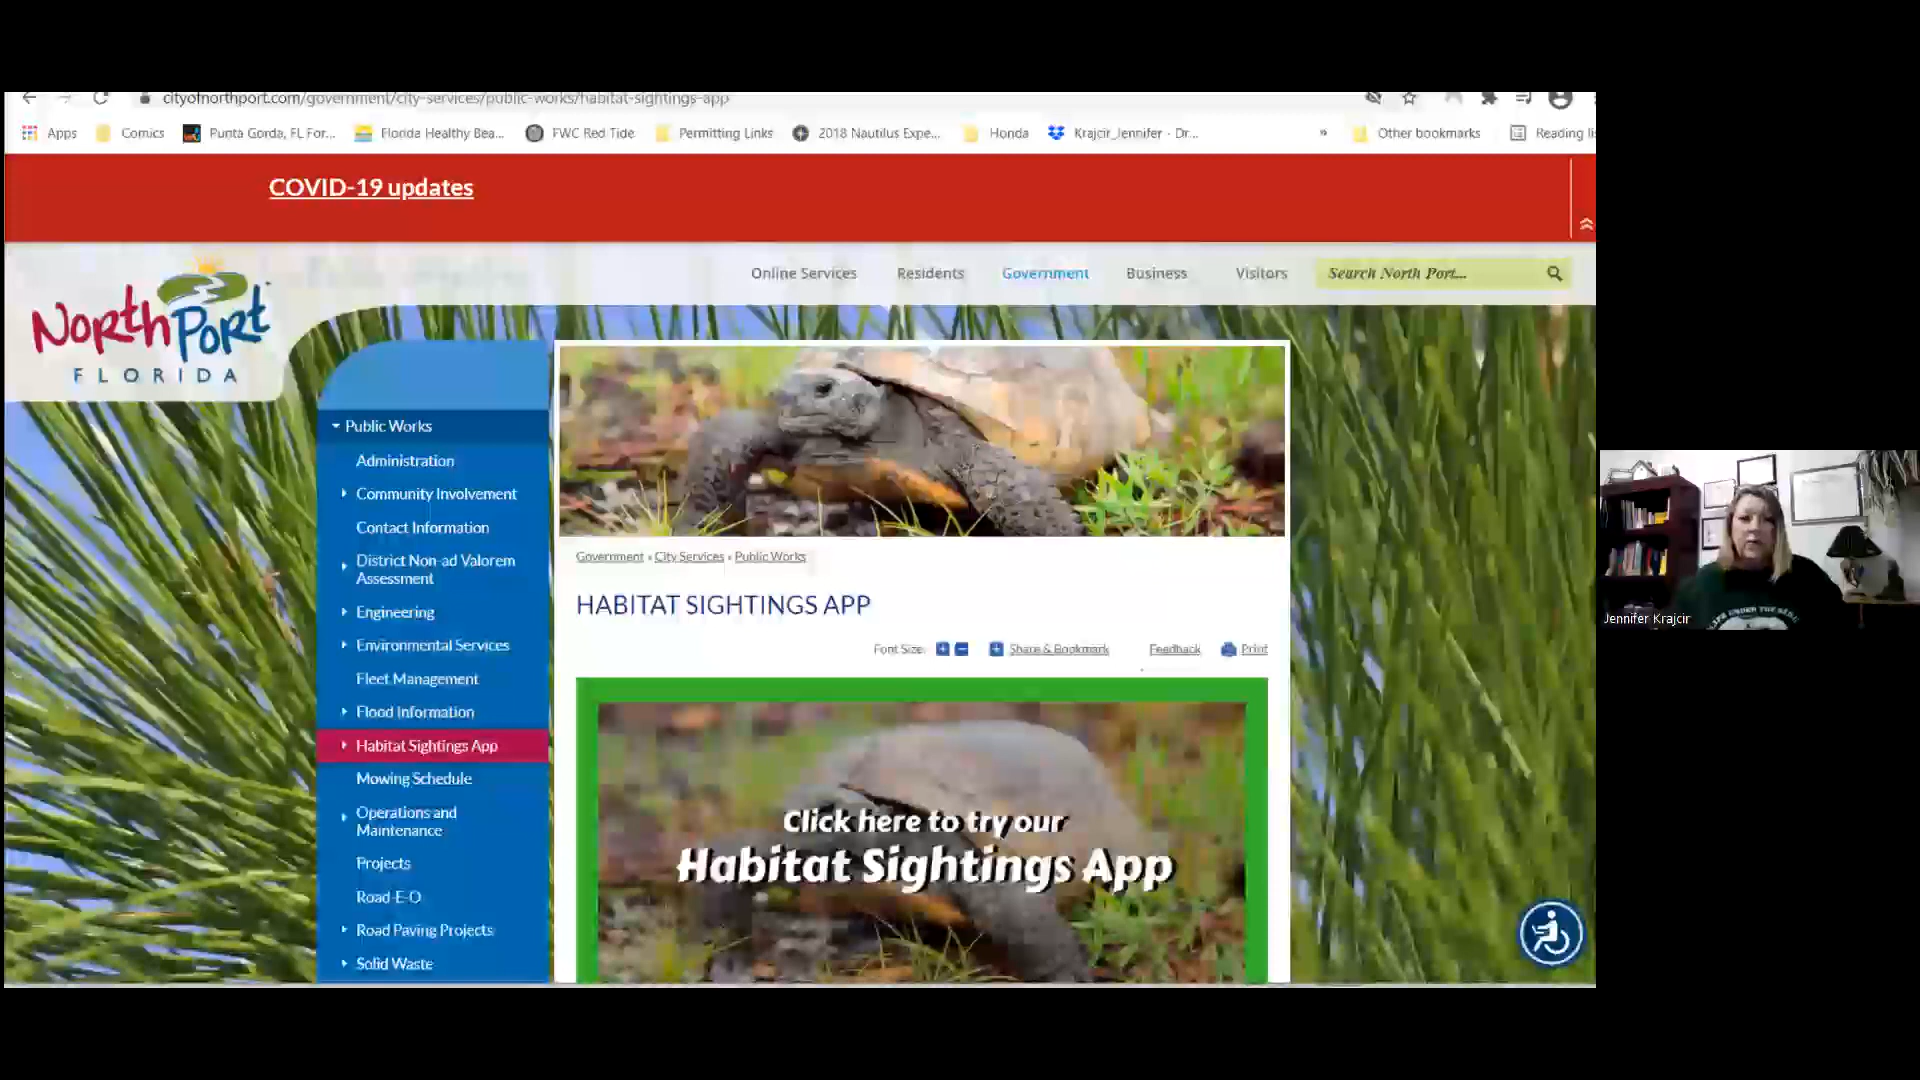 cityofnorthport.com/government/city-services/public-works/habitat-sightings-app
Apps Comics Punta Gorda, FL For... Florida Healthy Bea... FWC Red Tide Permitting Links 2018 Nautilus Expe... Honda Krajcir_Jennifer - Dr... » Other bookmarks Reading
COVID-19 updates
Online Services Residents Government Business Visitors Search North Port...
North Port
FLORIDA
Public Works
Administration
Community Involvement
Contact Information
District Non-ad Valorem
Assessment
Engineering
Environmental Services
Fleet Management
Flood Information
Habitat Sightings App
Mowing Schedule
Operations and
Maintenance
Projects
Road E-O
Road Paving Projects
Solid Waste
Government » City Services » Public Works
HABITAT SIGHTINGS APP
Font Size: + - + Share & Bookmark Feedback Print
Click here to try our
Habitat Sightings App
Jennifer Krajcir
UNDER THE